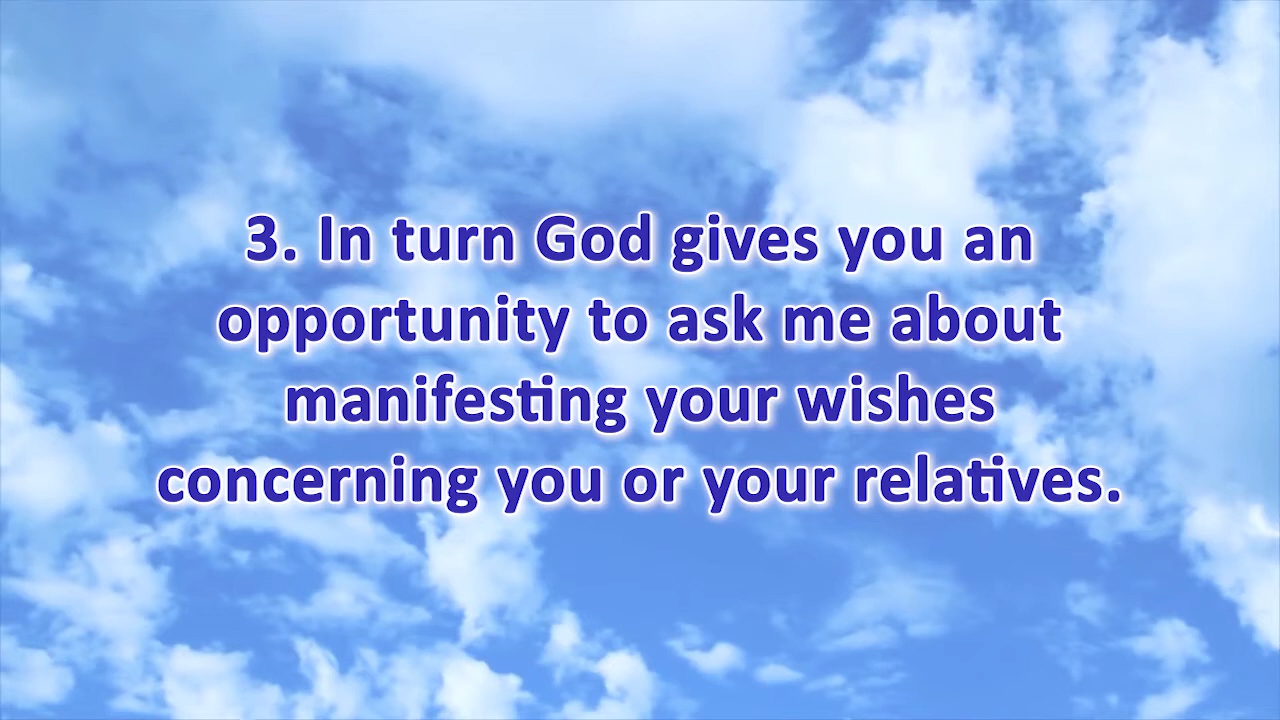 3. In turn God gives you an
opportunity to ask me about
manifesting your wishes
concerning you or your relatives.